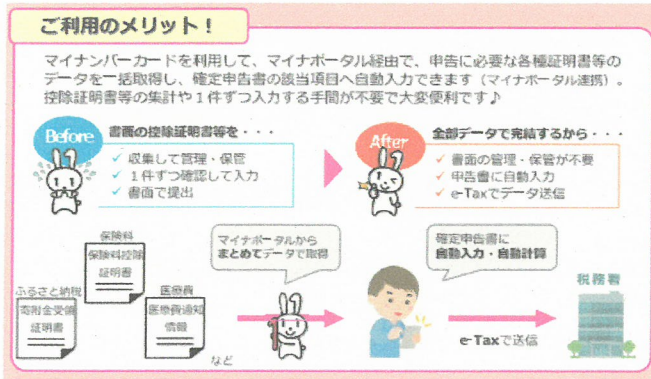 ご利用のメリット！
マイナンバーカードを利用して、マイナポータル経由で、申告に必要な各種証明書等の
データを一括取得し、確定申告書の該当項目へ自動入力できます（マイナポータル連携）。
控除証明書等の集計や１件ずつ入力する手間が不要で大変便利です♪
Before
書面の控除証明書等を・・・
✓ 収集して管理・保管
✓ １件ずつ確認して入力
✓ 書面で提出
After
全部データで完結するから・・・
✓ 書面の管理・保管が不要
✓ 申告書に自動入力
✓ e-Taxでデータ送信
保険料
保険料控除
証明書
ふるさと納税
寄附金受領
証明書
医療費
医療費通知
情報
など
マイナポータルから
まとめてデータで取得
確定申告書に
自動入力・自動計算
e-Taxで送信
税務署